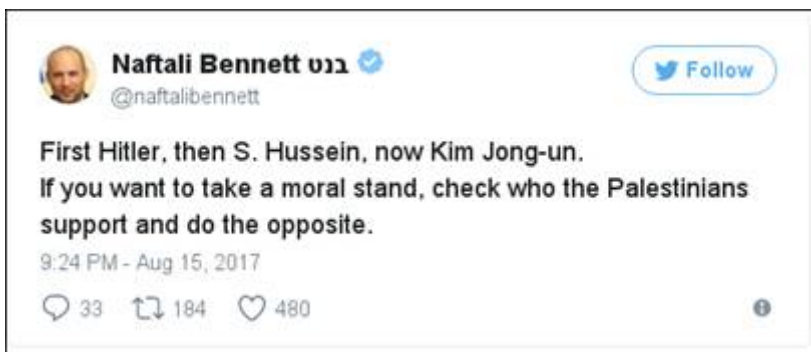 Naftali Bennett בנט
Follow
@naftalibennett
First Hitler, then S. Hussein, now Kim Jong-un.
If you want to take a moral stand, check who the Palestinians
support and do the opposite.
9:24 PM - Aug 15, 2017
33 184 480